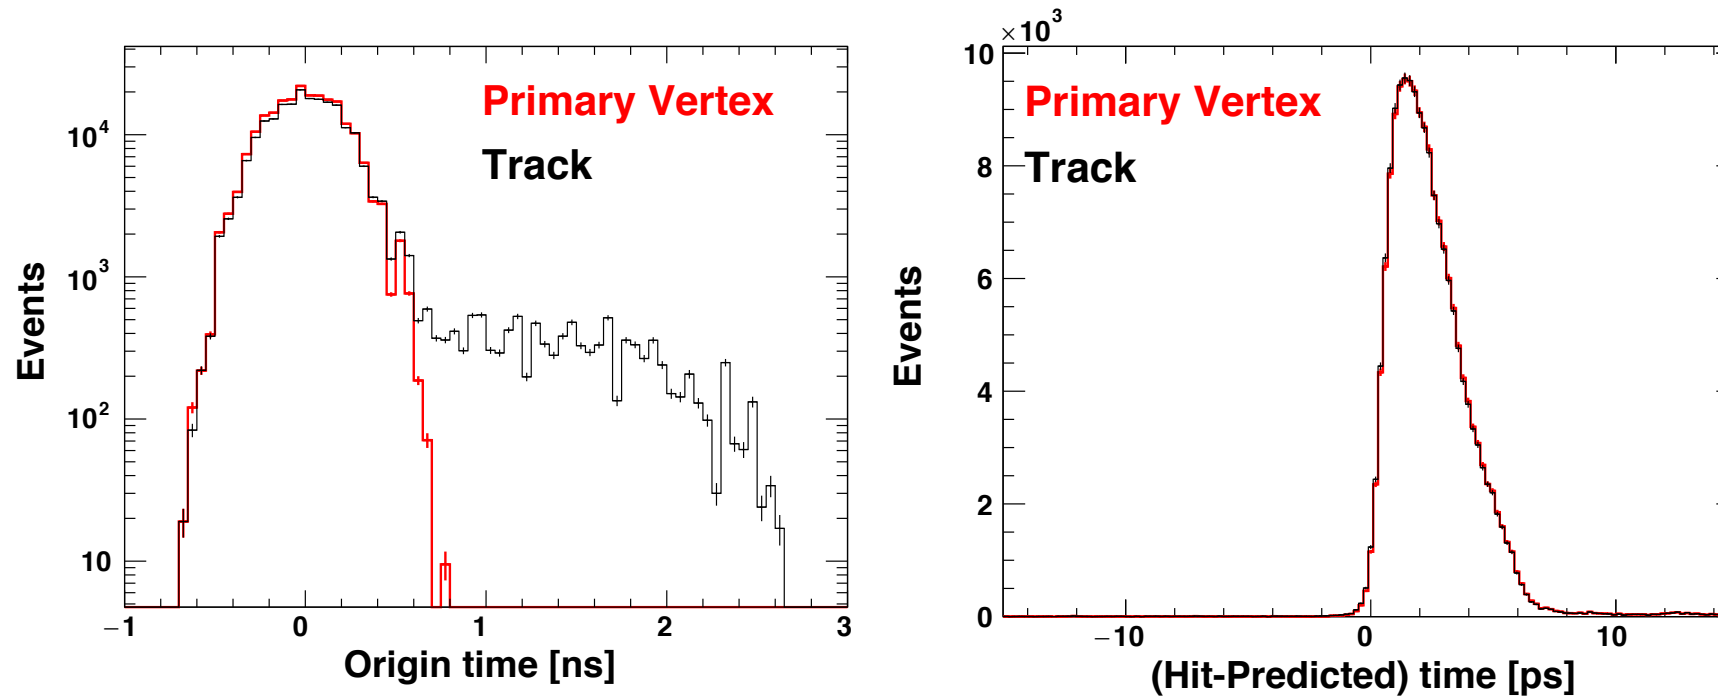 Primary Vertex
Track
Events
10⁴
10³
10²
10
−1
0
1
2
3
Origin time [ns]
×10³
Primary Vertex
Track
Events
10
8
6
4
2
0
−10
0
10
(Hit-Predicted) time [ps]